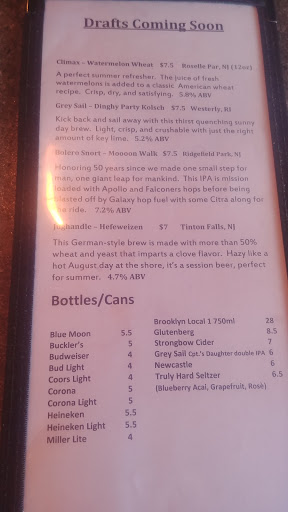 Drafts Coming Soon
Climax – Watermelon Wheat $7.5 Roselle Par, NJ (12oz)
A perfect summer refresher. The juice of fresh
watermelons is added to a classic American wheat
recipe. Crisp, dry, and satisfying. 5.0% ABV
Grey Sail – Dinghy Party Kolsch $7.5 Westerly, RI
Kick back and sail away with this thirst quenching sunny
day brew. Light, crisp, and crushable with just the right
amount of key lime. 5.2% ABV
Bolero Snort – Moooon Walk $7.5 Ridgefield Park, NJ
Honoring 50 years since we made one small step for
man, one giant leap for mankind. This IPA is mission
loaded with Apollo and Falconers hops before being
blasted off by Galaxy hop fuel with some Citra along for
the ride. 7.2% ABV
Jughandle – Hefeweizen $7 Tinton Falls, NJ
This German-style brew is made with more than 50%
wheat and yeast that imparts a clove flavor. Hazy like a
hot August day at the shore, it's a session beer, perfect
for summer. 4.7% ABV
Bottles/Cans
Blue Moon 5.5
Buckler's 5
Budweiser 4
Bud Light 4
Coors Light 4
Corona 5
Corona Light 5
Heineken 5.5
Heineken Light 5.5
Miller Lite 4
Brooklyn Local 1 750ml 28
Glutenberg 8.5
Strongbow Cider 7
Grey Sail Cpt.'s Daughter double IPA 6
Newcastle 6
Truly Hard Seltzer 6.5
(Blueberry Acai, Grapefruit, Rosè)